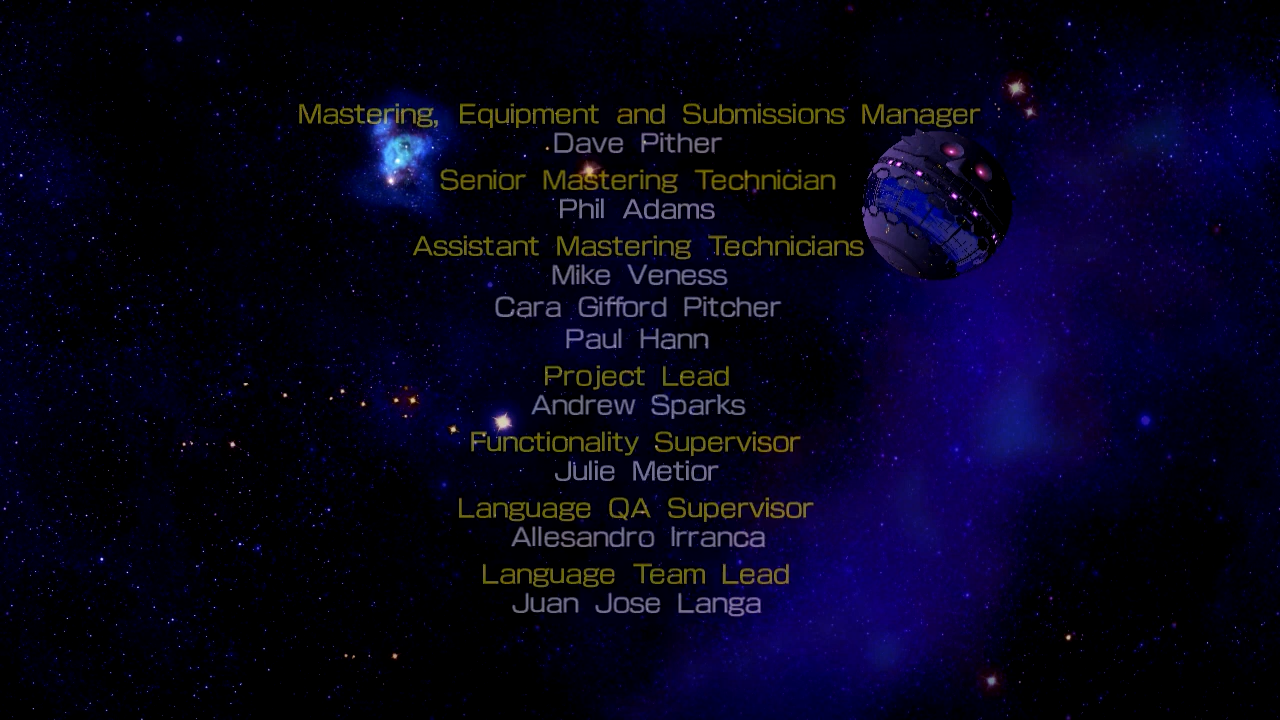 Mastering, Equipment and Submissions Manager
Dave Pither
Senior Mastering Technician
Phil Adams
Assistant Mastering Technicians
Mike Veness
Cara Gifford Pitcher
Paul Hann
Project Lead
Andrew Sparks
Functionality Supervisor
Julie Metior
Language QA Supervisor
Allesandro Irranca
Language Team Lead
Juan Jose Langa